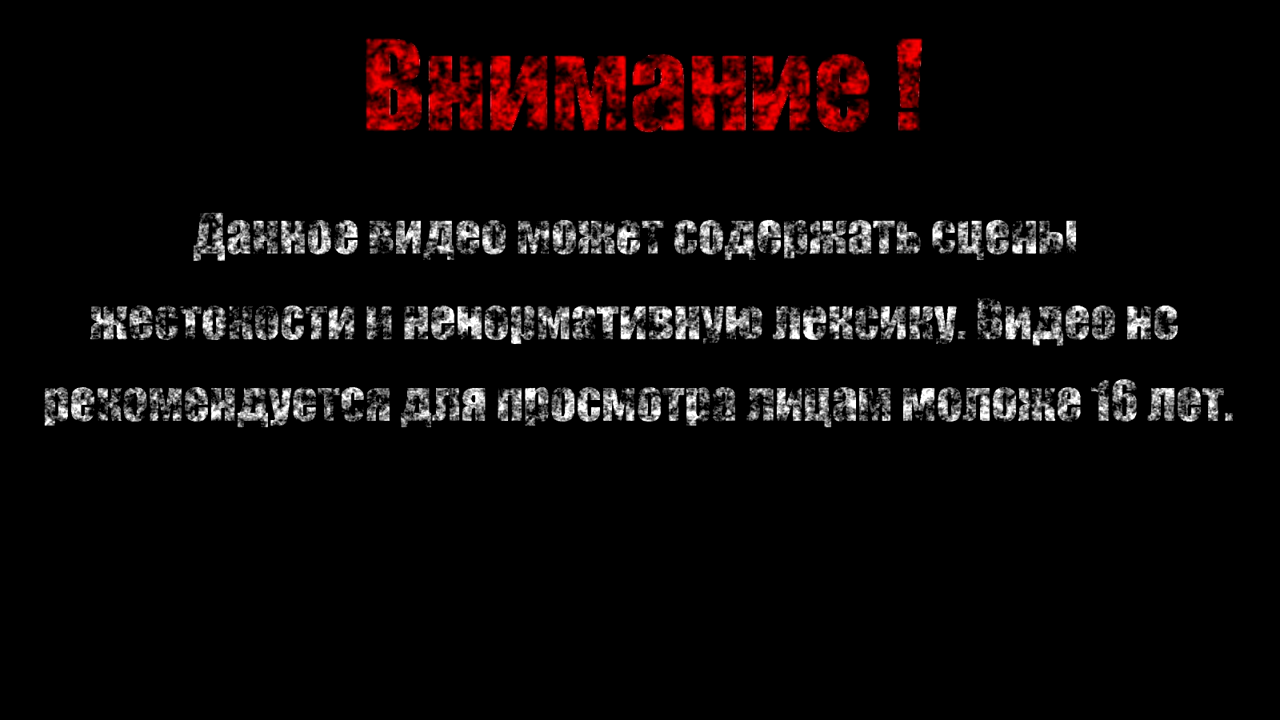 Внимание !
Данное видео может содержать сцены
жестокости и ненормативную лексику. Видео не
рекомендуется для просмотра лицам моложе 16 лет.